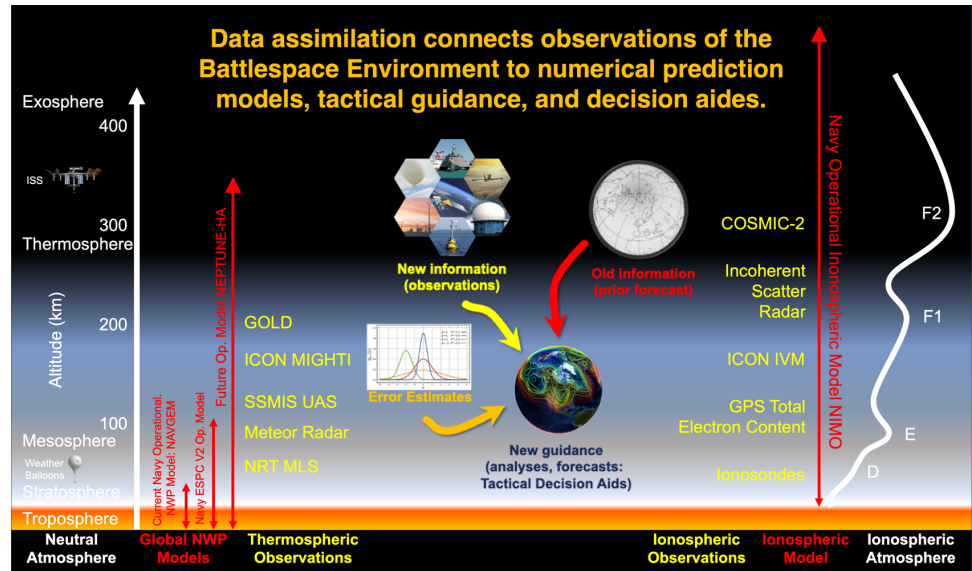 Data assimilation connects observations of the
Battlespace Environment to numerical prediction
models, tactical guidance, and decision aides.
Exosphere
400
ISS
300
Thermosphere
Altitude (km)
200
100
Mesosphere
Weather
Balloons
Stratosphere
Troposphere
Current Navy Operational.
NWP Model: NAVGEM
Navy ESPC V2 Op. Model
Future Op. Model NEPTUNE-HA
GOLD
ICON MIGHTI
SSMIS UAS
Meteor Radar
NRT MLS
New information
(observations)
Old information
(prior forecast)
Error Estimates
New guidance
(analyses, forecasts:
Tactical Decision Aids)
COSMIC-2
Incoherent
Scatter
Radar
ICON IVM
GPS Total
Electron Content
Ionosondes
Navy Operational Inonospheric Model NIMO
F2
F1
E
D
Neutral
Atmosphere
Global NWP
Models
Thermospheric
Observations
Ionospheric
Observations
Ionospheric
Model
Ionospheric
Atmosphere